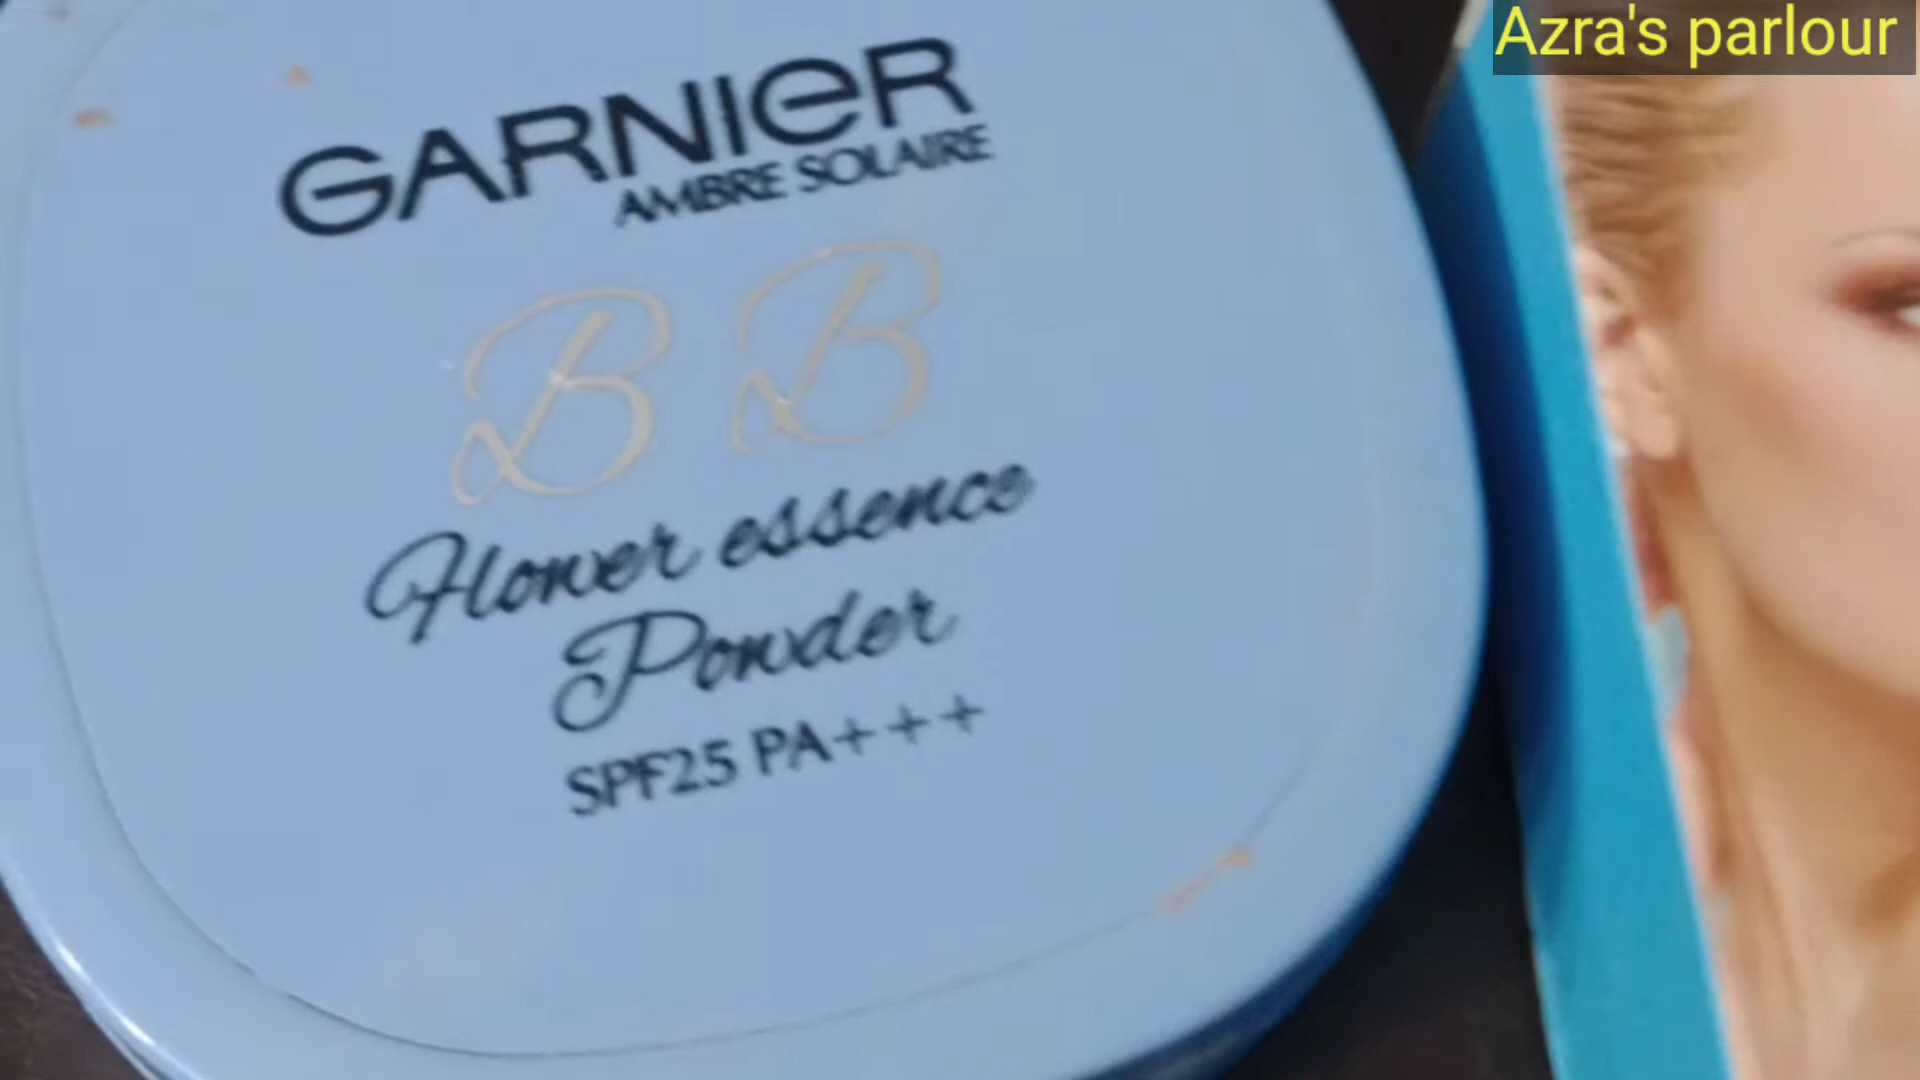 Azra's parlour
GARNIER
AMBRE SOLAIRE
BB
Flower essence
Powder
SPF25 PA+++